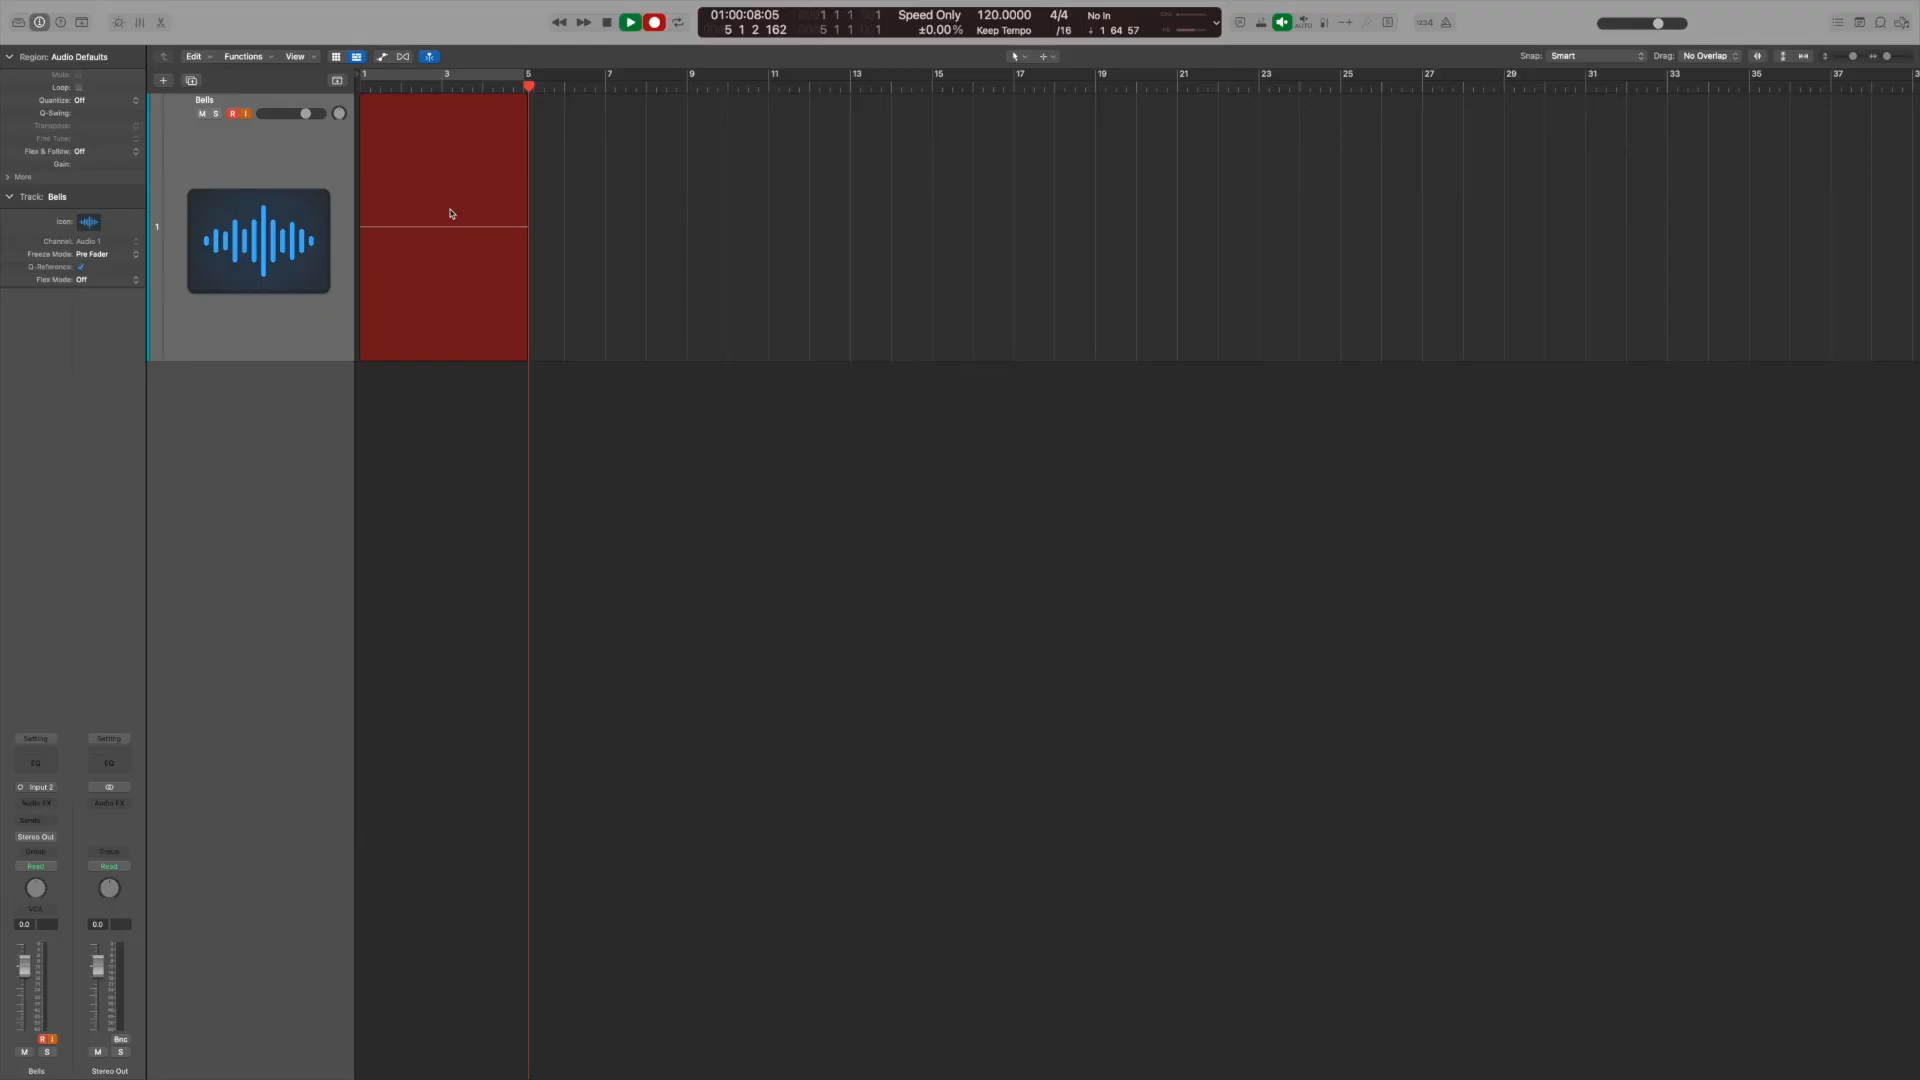 01:00:08:05
5 1 2 162
1 1 1 1
5 1 1 1
Speed Only
±0.00%
120.0000
Keep Tempo
4/4
/16
No In
1 64 57
CPU
HD
AUTO
1234
Region: Audio Defaults
Mute:
Loop:
Quantize: Off
Q-Swing:
Transpose:
Fine Tune:
Flex & Follow: Off
Gain:
More
Track: Bells
Icon:
Channel: Audio 1
Freeze Mode: Pre Fader
Q-Reference:
Flex Mode: Off
Edit
Functions
View
Snap: Smart
Drag: No Overlap
1 3 5 7 9 11 13 15 17 19 21 23 25 27 29 31 33 35 37
1
Bells
M S R I
Setting
Setting
EQ
EQ
Input 2
Audio FX
Audio FX
Sends
Stereo Out
Group
Group
Read
Read
VCA
0.0
0.0
R I
Bnc
M S
M S
Bells
Stereo Out